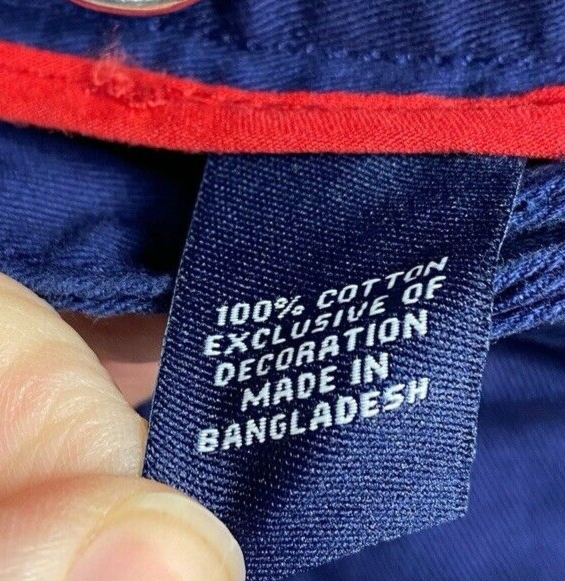 100% COTTON
EXCLUSIVE OF
DECORATION
MADE IN
BANGLADESH